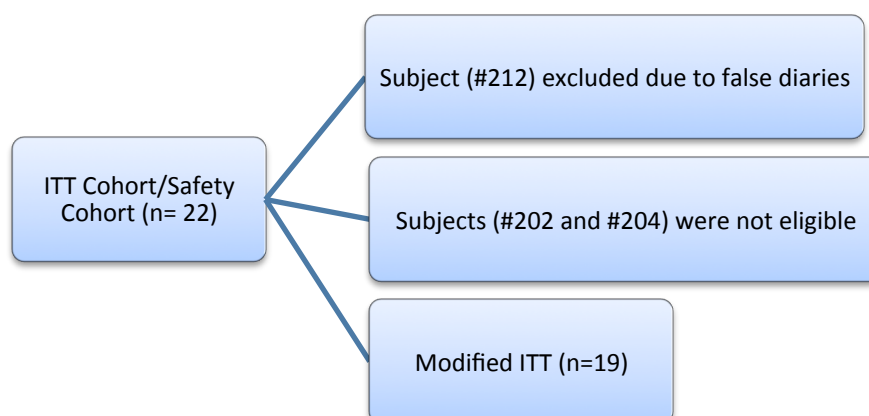 Subject (#212) excluded due to false diaries
ITT Cohort/Safety
Cohort (n= 22)
Subjects (#202 and #204) were not eligible
Modified ITT (n=19)